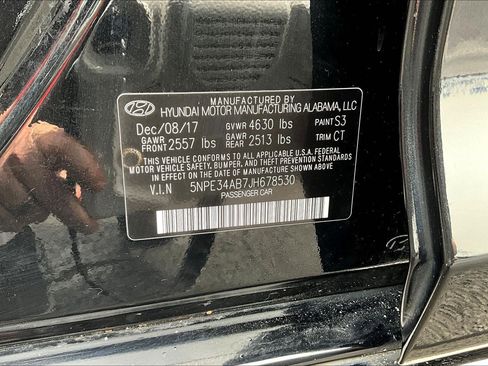 MANUFACTURED BY
HYUNDAI MOTOR MANUFACTURING ALABAMA, LLC
Dec/08/17 GVWR 4630 lbs PAINT S3
GAWR FRONT 2557 lbs GAWR REAR 2513 lbs TRIM CT
THIS VEHICLE CONFORMS TO ALL APPLICABLE U.S.A. FEDERAL
MOTOR VEHICLE SAFETY, BUMPER, AND THEFT PREVENTION STANDARDS
IN EFFECT ON THE DATE OF MANUFACTURE SHOWN ABOVE.
V.I.N 5NPE34AB7JH678530
PASSENGER CAR